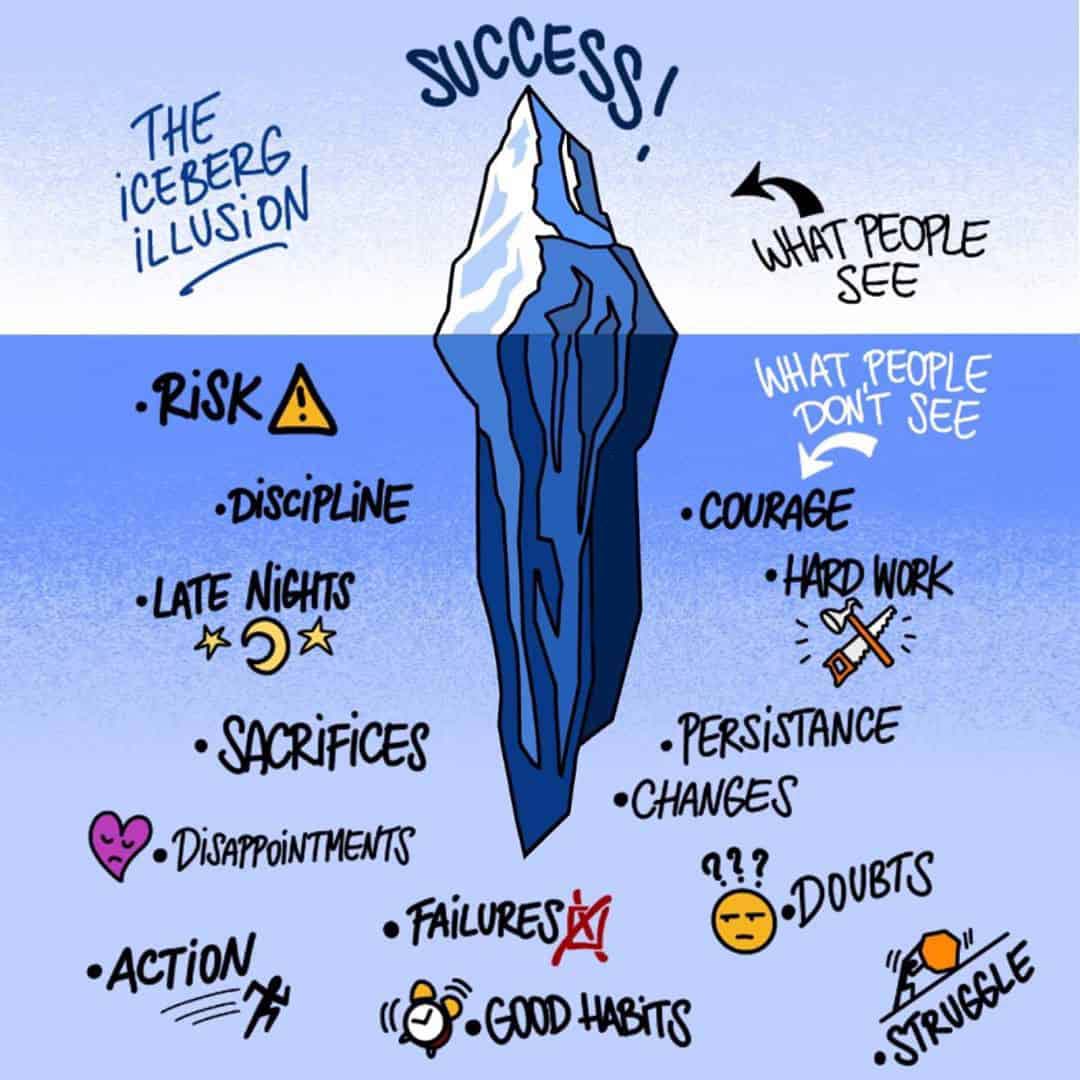 SUCCESS!
THE
ICEBERG
ILLUSION
WHAT PEOPLE
SEE
WHAT PEOPLE
DON'T SEE
• RISK
• DISCIPLINE
• LATE NIGHTS
• SACRIFICES
• DISAPPOINTMENTS
• ACTION
• FAILURES
• GOOD HABITS
• COURAGE
• HARD WORK
• PERSISTANCE
• CHANGES
???
• DOUBTS
• STRUGGLE